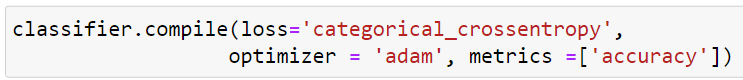 classifier.compile(loss='categorical_crossentropy',
                  optimizer = 'adam', metrics =['accuracy'])